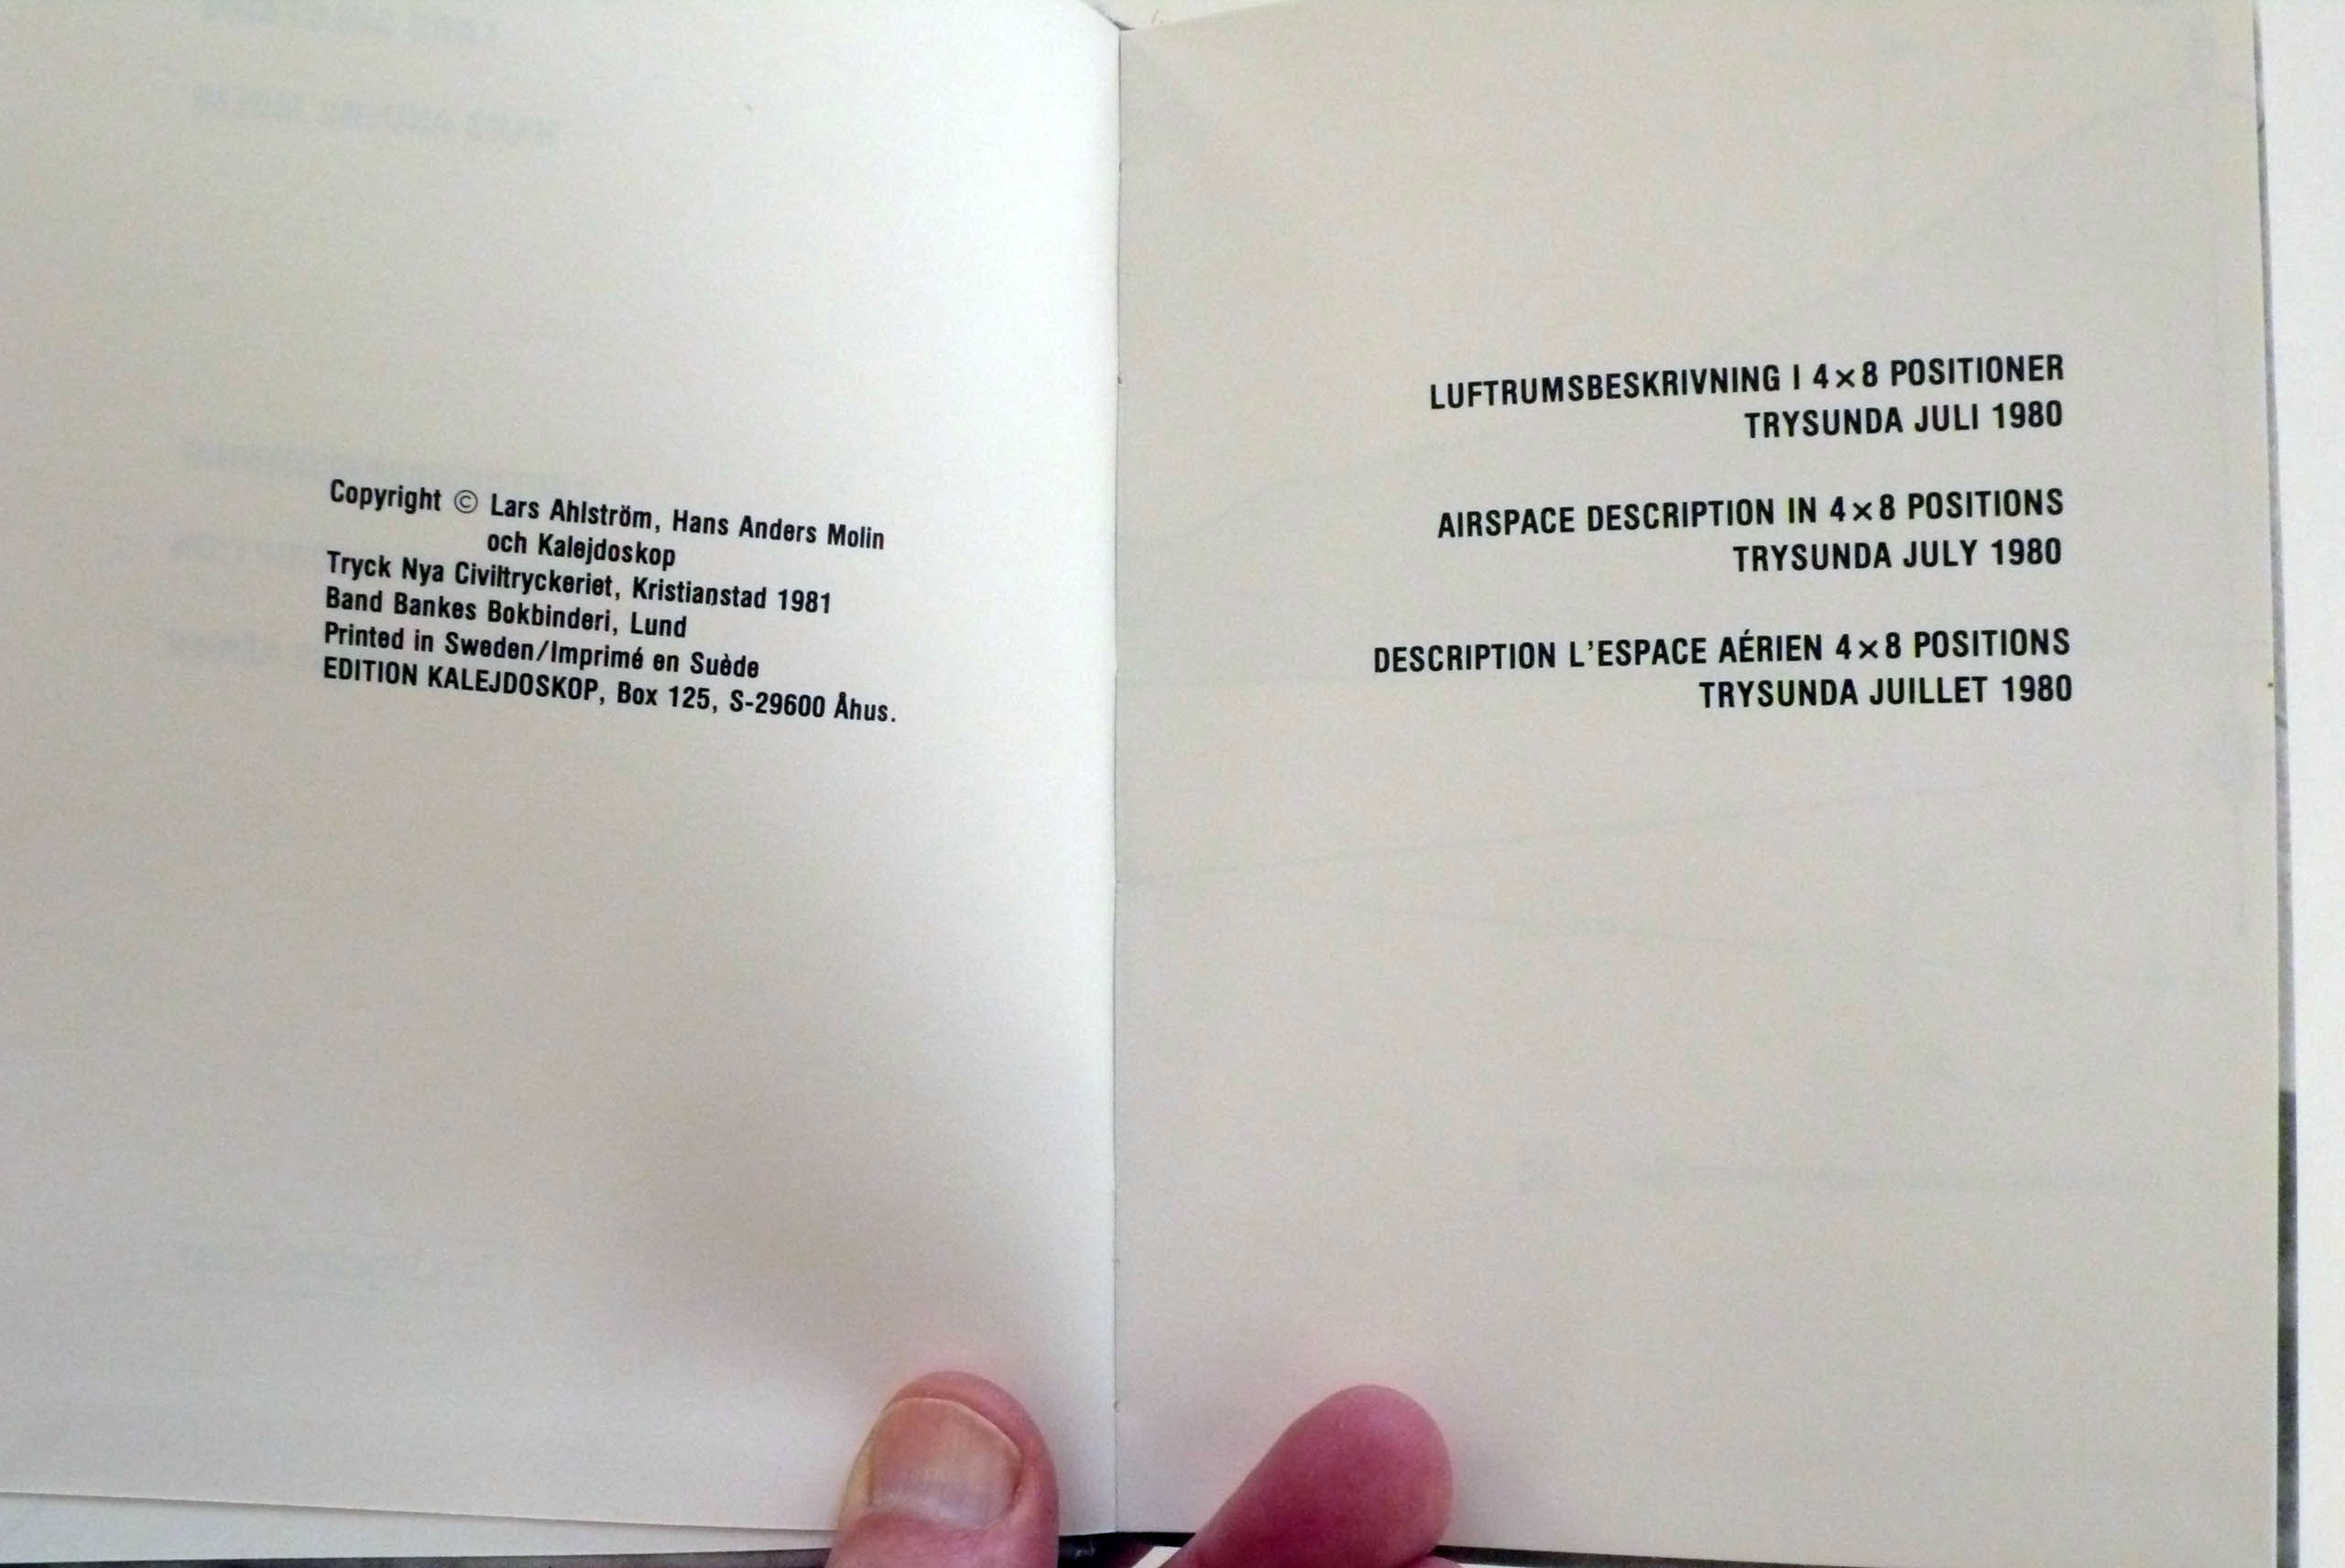 Copyright © Lars Ahlström, Hans Anders Molin
och Kalejdoskop
Tryck Nya Civiltryckeriet, Kristianstad 1981
Band Bankes Bokbinderi, Lund
Printed in Sweden/Imprimé en Suède
EDITION KALEJDOSKOP, Box 125, S-29600 Åhus.
LUFTRUMSBESKRIVNING I 4×8 POSITIONER
TRYSUNDA JULI 1980
AIRSPACE DESCRIPTION IN 4×8 POSITIONS
TRYSUNDA JULY 1980
DESCRIPTION L'ESPACE AÉRIEN 4×8 POSITIONS
TRYSUNDA JUILLET 1980